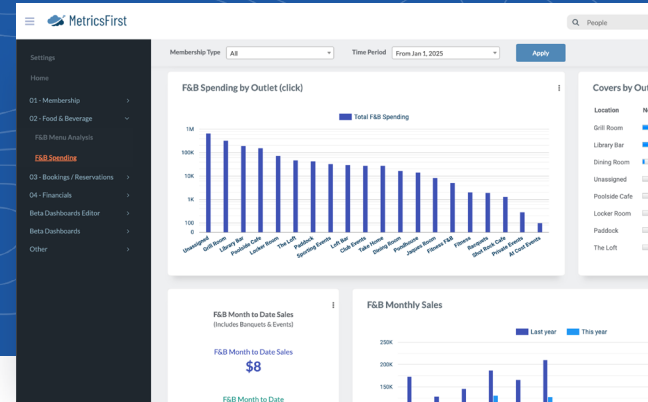 MetricsFirst
People
Settings
Home
01 - Membership
02 - Food & Beverage
F&B Menu Analysis
F&B Spending
03 - Bookings / Reservations
04 - Financials
Beta Dashboards Editor
Beta Dashboards
Other
Membership Type
All
Time Period
From Jan 1, 2025
Apply
F&B Spending by Outlet (click)
Total F&B Spending
1M
100K
10K
1K
100
0
Unassigned
Grill Room
Library Bar
Poolside Cafe
Locker Room
The Loft
Paddock
Sporting Events
Loft Bar
Club Events
Take Home
Dining Room
Poolhouse
Jaques Room
Fitness F&B
Fitness
Banquets
Shot Rock Cafe
Private Events
At Cost Events
Covers by Out
Location
Grill Room
Library Bar
Dining Room
Unassigned
Poolside Cafe
Locker Room
Paddock
The Loft
F&B Month to Date Sales
(Includes Banquets & Events)
F&B Month to Date Sales
$8
F&B Month to Date
F&B Monthly Sales
Last year
This year
250K
200K
150K